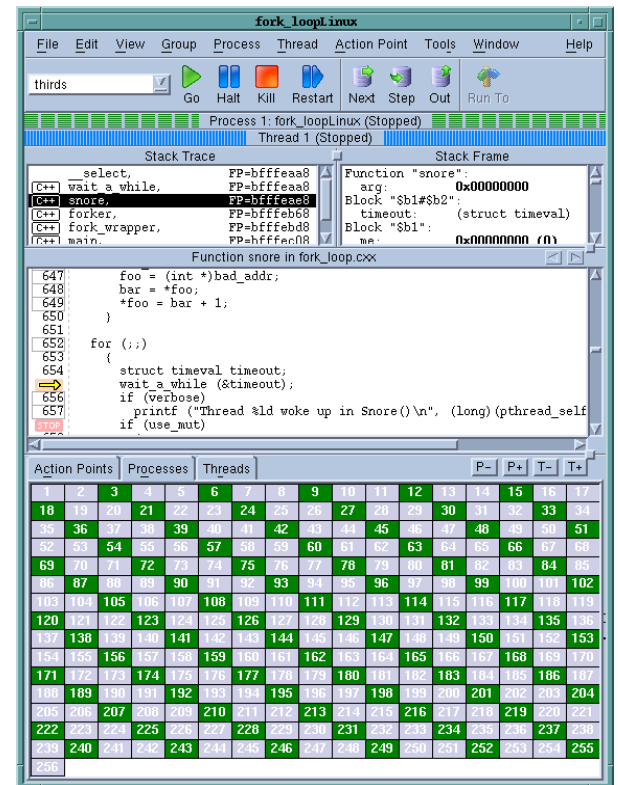 fork_loopLinux
File Edit View Group Process Thread Action Point Tools Window Help
thirds Go Halt Kill Restart Next Step Out Run To
Process 1: fork_loopLinux (Stopped)
Thread 1 (Stopped)
Stack Trace Stack Frame
__select, FP=bfffeaa8
C++ wait_a_while, FP=bfffeaa8
C++ snore, FP=bfffeae8
C++ forker, FP=bfffeb68
C++ fork_wrapper, FP=bfffebd8
C++ main, FP=bfffec08
Function "snore":
arg: 0x00000000
Block "$b1#$b2":
timeout: (struct timeval)
Block "$b1":
me: 0x00000000 (0)
Function snore in fork_loop.cxx
647 foo = (int *)bad_addr;
648 bar = *foo;
649 *foo = bar + 1;
650 }
651
652 for (;;)
653 {
654 struct timeval timeout;
wait_a_while (&timeout);
656 if (verbose)
657 printf ("Thread %ld woke up in Snore()\n", (long)(pthread_self
STOP if (use_mut)
Action Points Processes Threads P- P+ T- T+
1 2 3 4 5 6 7 8 9 10 11 12 13 14 15 16 17
18 19 20 21 22 23 24 25 26 27 28 29 30 31 32 33 34
35 36 37 38 39 40 41 42 43 44 45 46 47 48 49 50 51
52 53 54 55 56 57 58 59 60 61 62 63 64 65 66 67 68
69 70 71 72 73 74 75 76 77 78 79 80 81 82 83 84 85
86 87 88 89 90 91 92 93 94 95 96 97 98 99 100 101 102
103 104 105 106 107 108 109 110 111 112 113 114 115 116 117 118 119
120 121 122 123 124 125 126 127 128 129 130 131 132 133 134 135 136
137 138 139 140 141 142 143 144 145 146 147 148 149 150 151 152 153
154 155 156 157 158 159 160 161 162 163 164 165 166 167 168 169 170
171 172 173 174 175 176 177 178 179 180 181 182 183 184 185 186 187
188 189 190 191 192 193 194 195 196 197 198 199 200 201 202 203 204
205 206 207 208 209 210 211 212 213 214 215 216 217 218 219 220 221
222 223 224 225 226 227 228 229 230 231 232 233 234 235 236 237 238
239 240 241 242 243 244 245 246 247 248 249 250 251 252 253 254 255
256